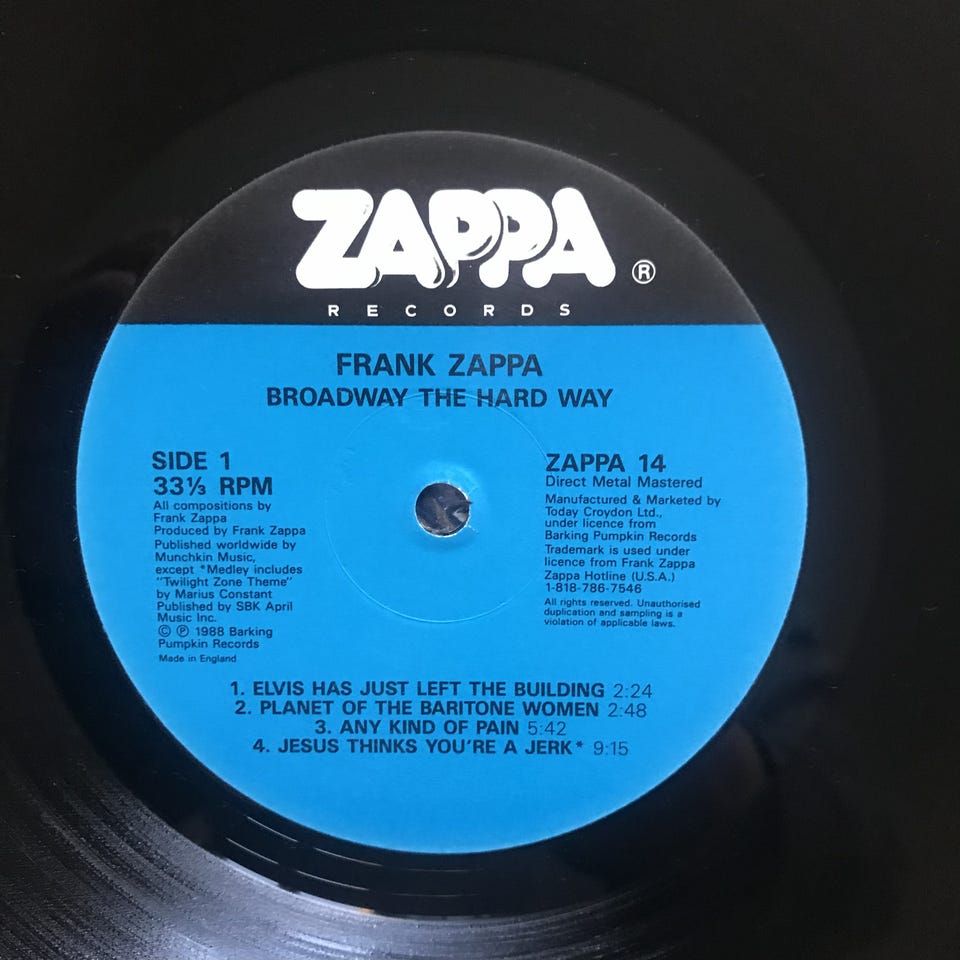 ZAPPA ®
RECORDS
FRANK ZAPPA
BROADWAY THE HARD WAY
SIDE 1
33⅓ RPM
All compositions by
Frank Zappa
Produced by Frank Zappa
Published worldwide by
Munchkin Music,
except *Medley includes
"Twilight Zone Theme"
by Marius Constant
Published by SBK April
Music Inc.
© ℗ 1988 Barking
Pumpkin Records
Made in England
ZAPPA 14
Direct Metal Mastered
Manufactured & Marketed by
Today Croydon Ltd.,
under licence from
Barking Pumpkin Records
Trademark is used under
licence from Frank Zappa
Zappa Hotline (U.S.A.)
1-818-786-7546
All rights reserved. Unauthorised
duplication and sampling is a
violation of applicable laws.
1. ELVIS HAS JUST LEFT THE BUILDING 2:24
2. PLANET OF THE BARITONE WOMEN 2:48
3. ANY KIND OF PAIN 5:42
4. JESUS THINKS YOU'RE A JERK* 9:15